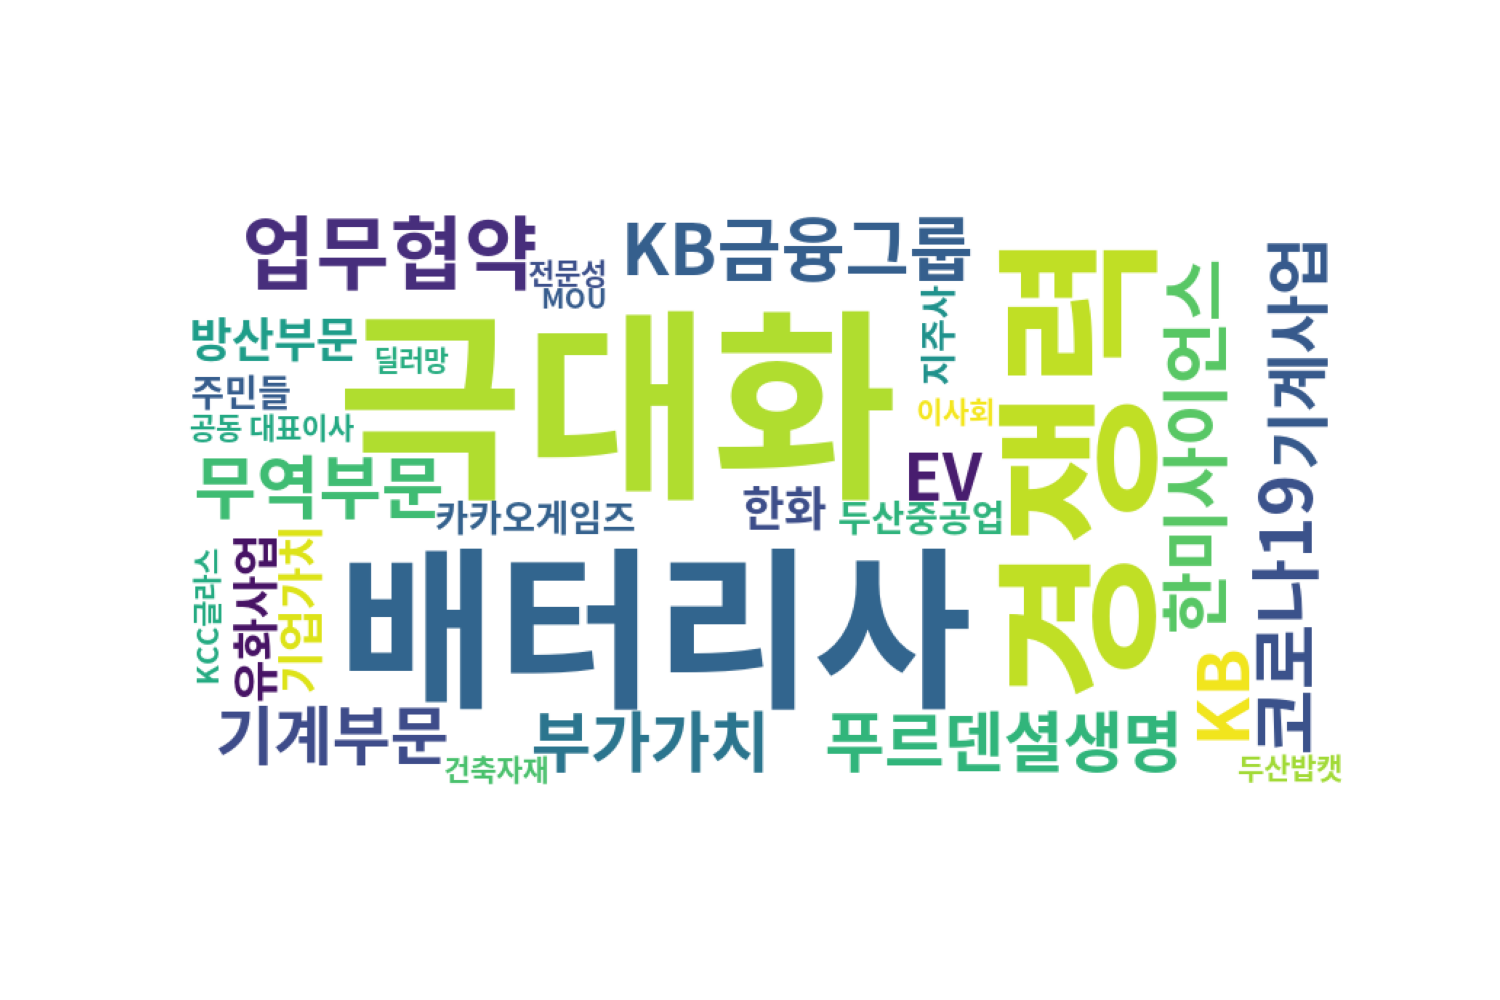 업무협약
KB금융그룹
전문성
MOU
방산부문
딜러망
주민들
공동 대표이사
극대화
지주사
이사회
경쟁력
한미사이언스
기계사업
무역부문
카카오게임즈
한화
EV
두산중공업
코로나19
KCC글라스
유화사업
기업가치
배터리사
KB
기계부문
건축자재
부가가치
푸르덴셜생명
두산밥캣